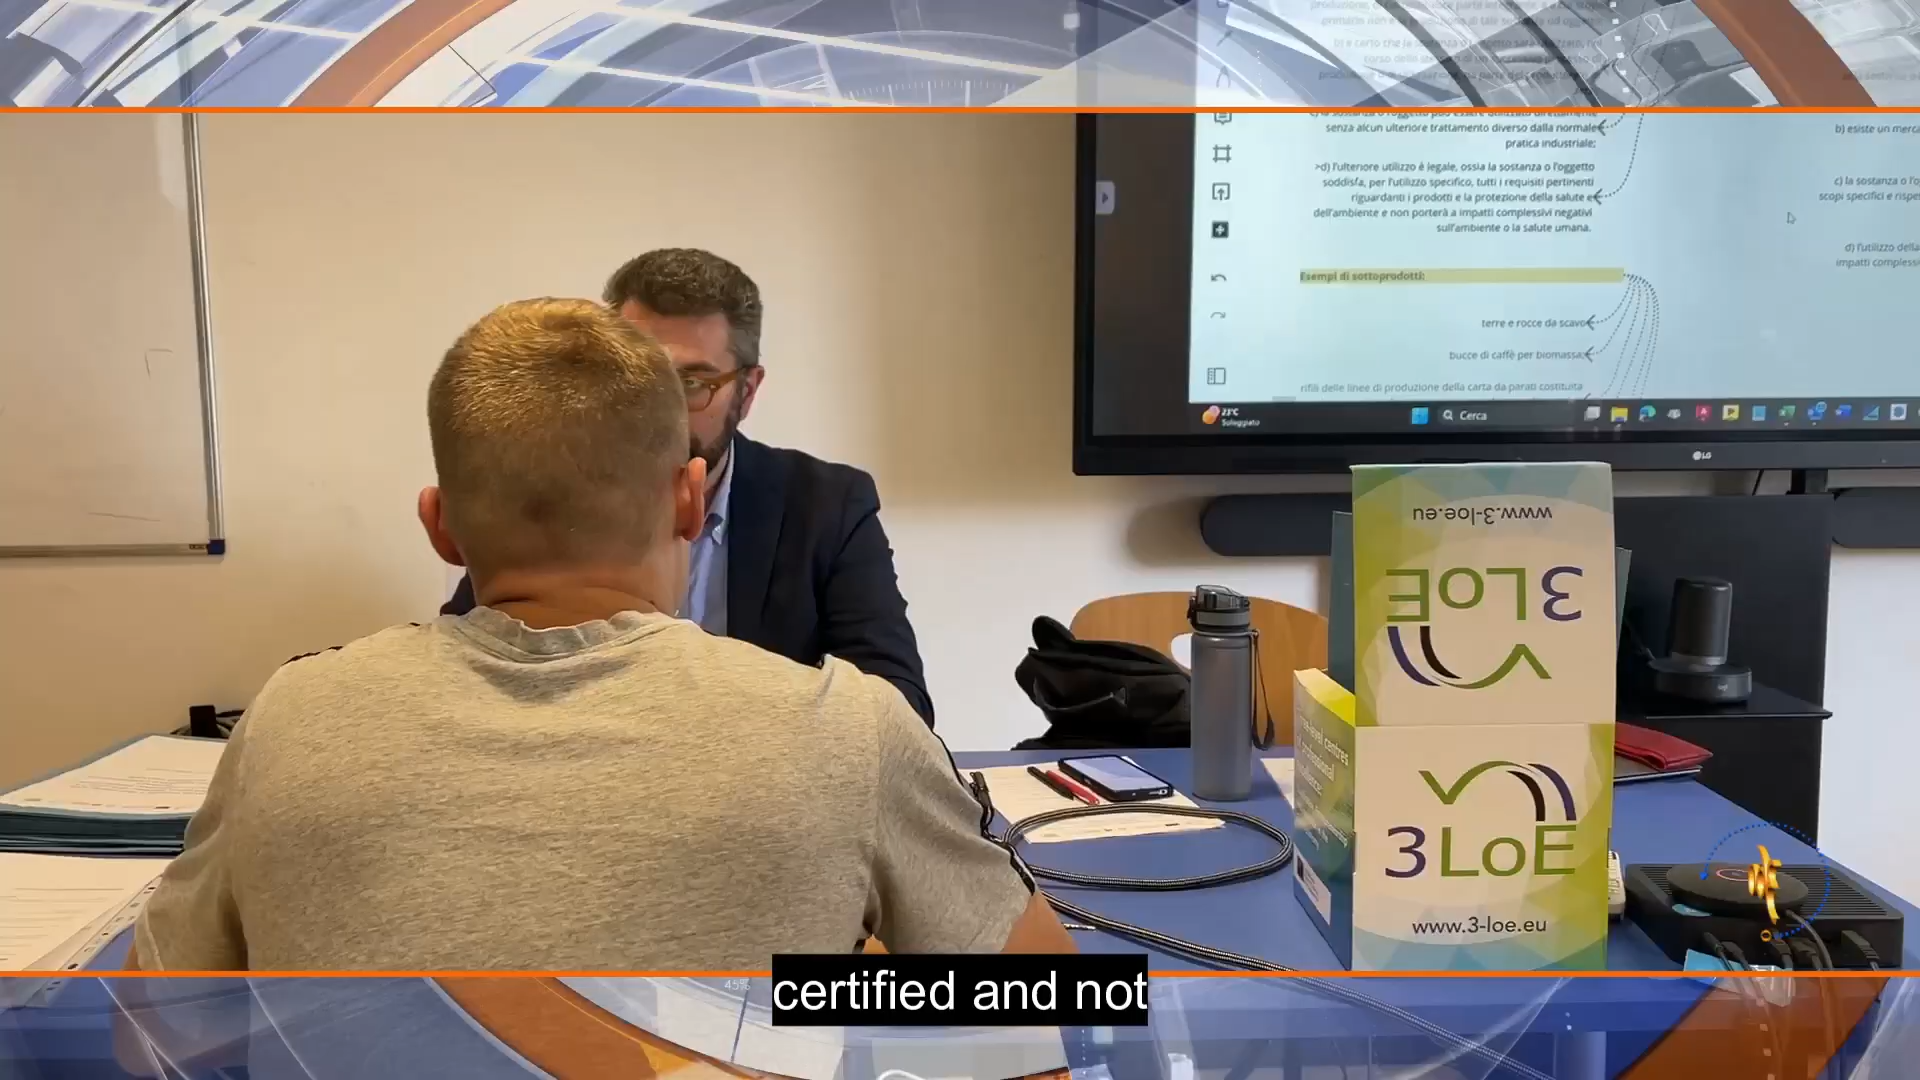 senza alcun ulteriore trattamento diverso dalla normale
pratica industriale;
>d) l'ulteriore utilizzo è legale, ossia la sostanza o l'oggetto
soddisfa, per l'utilizzo specifico, tutti i requisiti pertinenti
riguardanti i prodotti e la protezione della salute e
dell'ambiente e non porterà a impatti complessivi negativi
sull'ambiente o la salute umana.
Esempi di sottoprodotti:
terre e rocce da scavo
bucce di caffè per biomassa;
rifili delle linee di produzione della carta da parati costituita
b) esiste un merca
c) la sostanza o l'o
scopi specifici e rispe
d) l'utilizzo della
impatti complessi
23°C
Soleggiato
Cerca
LG
www.3-loe.eu
3LOE
3LOE
www.3-loe.eu
45%
certified and not